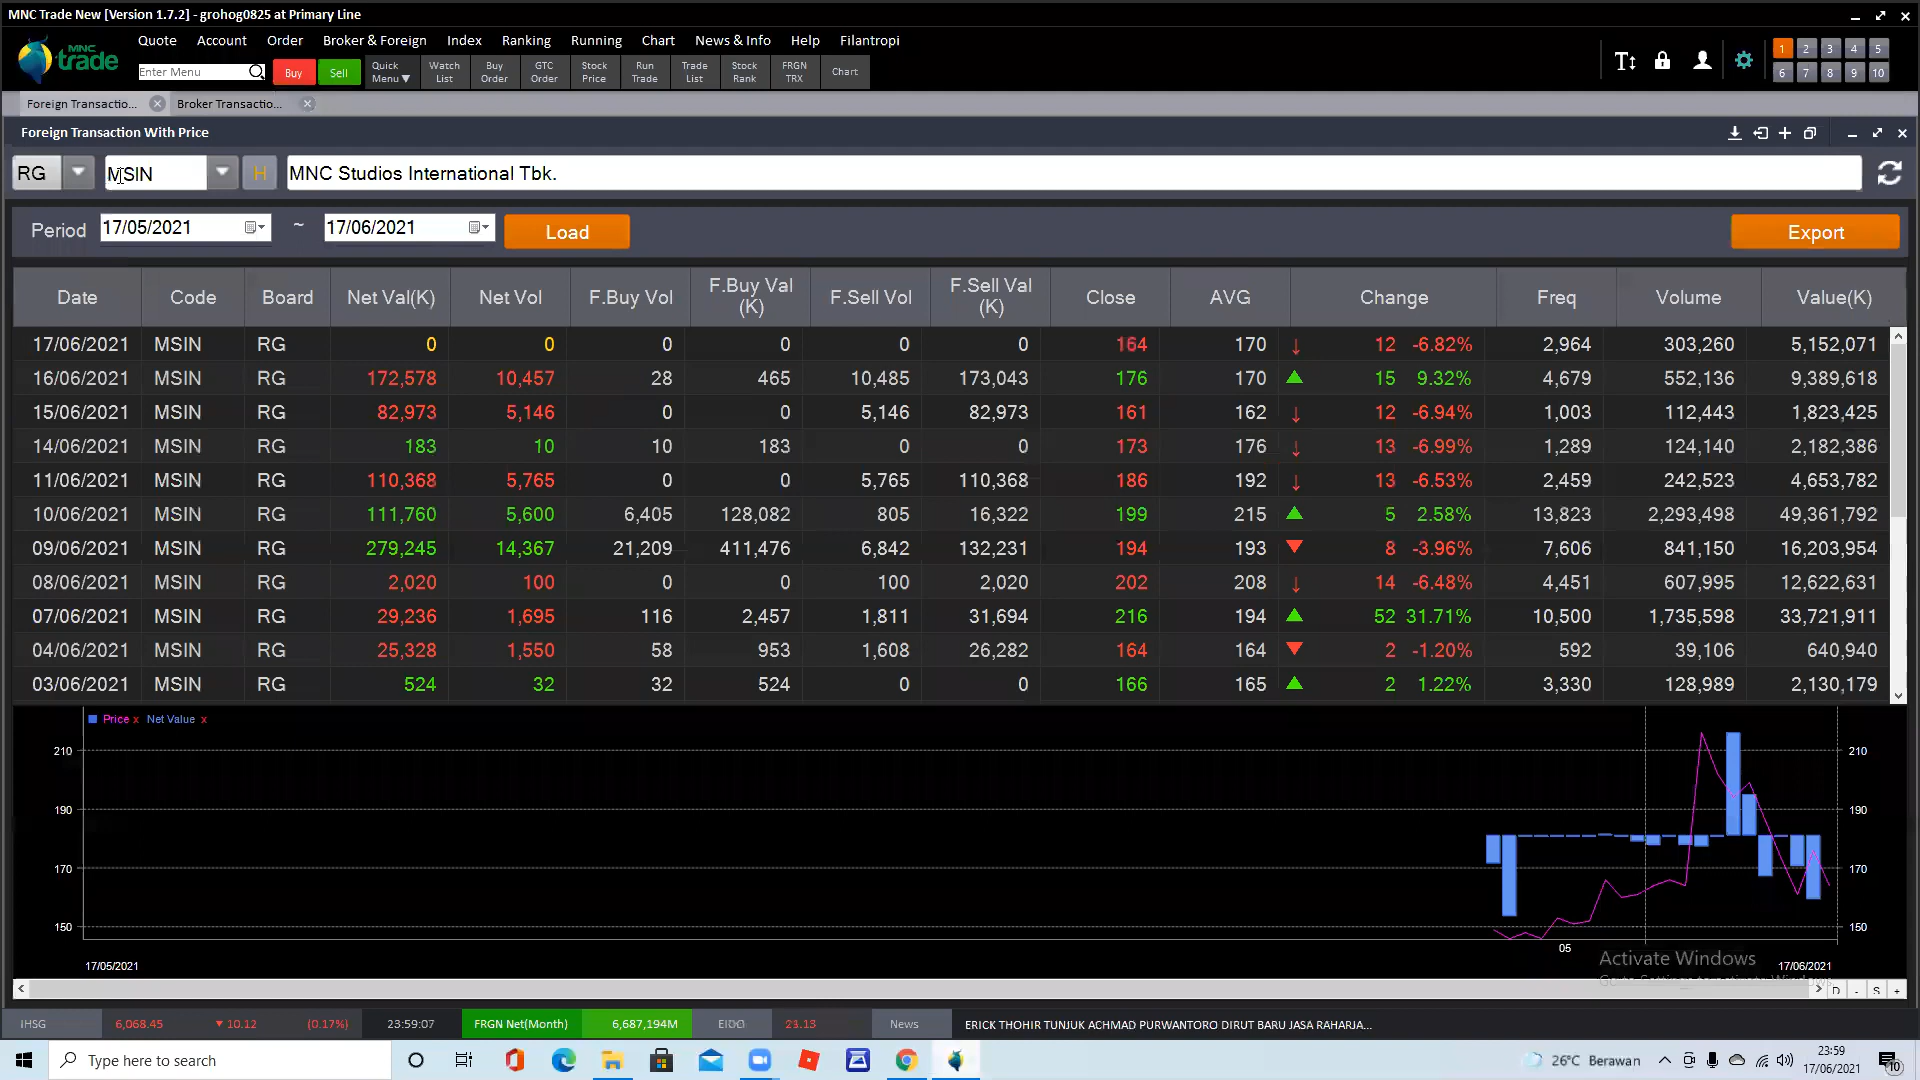 MNC Trade New [Version 1.7.2] - grohog0825 at Primary Line
MNC trade
Quote Account Order Broker & Foreign Index Ranking Running Chart News & Info Help Filantropi
Enter Menu Buy Sell Quick Menu▼ Watch List Buy Order GTC Order Stock Price Run Trade Trade List Stock Rank FRGN TRX Chart
1 2 3 4 5
6 7 8 9 10
Foreign Transactio... Broker Transactio...
Foreign Transaction With Price
RG MSIN H MNC Studios International Tbk.
Period 17/05/2021 ~ 17/06/2021 Load Export
Date Code Board Net Val(K) Net Vol F.Buy Vol F.Buy Val (K) F.Sell Vol F.Sell Val (K) Close AVG Change Freq Volume Value(K)
17/06/2021 MSIN RG 0 0 0 0 0 0 164 170 ↓ 12 -6.82% 2,964 303,260 5,152,071
16/06/2021 MSIN RG 172,578 10,457 28 465 10,485 173,043 176 170 ▲ 15 9.32% 4,679 552,136 9,389,618
15/06/2021 MSIN RG 82,973 5,146 0 0 5,146 82,973 161 162 ↓ 12 -6.94% 1,003 112,443 1,823,425
14/06/2021 MSIN RG 183 10 10 183 0 0 173 176 ↓ 13 -6.99% 1,289 124,140 2,182,386
11/06/2021 MSIN RG 110,368 5,765 0 0 5,765 110,368 186 192 ↓ 13 -6.53% 2,459 242,523 4,653,782
10/06/2021 MSIN RG 111,760 5,600 6,405 128,082 805 16,322 199 215 ▲ 5 2.58% 13,823 2,293,498 49,361,792
09/06/2021 MSIN RG 279,245 14,367 21,209 411,476 6,842 132,231 194 193 ▼ 8 -3.96% 7,606 841,150 16,203,954
08/06/2021 MSIN RG 2,020 100 0 0 100 2,020 202 208 ↓ 14 -6.48% 4,451 607,995 12,622,631
07/06/2021 MSIN RG 29,236 1,695 116 2,457 1,811 31,694 216 194 ▲ 52 31.71% 10,500 1,735,598 33,721,911
04/06/2021 MSIN RG 25,328 1,550 58 953 1,608 26,282 164 164 ▼ 2 -1.20% 592 39,106 640,940
03/06/2021 MSIN RG 524 32 32 524 0 0 166 165 ▲ 2 1.22% 3,330 128,989 2,130,179
Price x Net Value x
210 210
190 190
170 170
150 150
05
Activate Windows
17/05/2021 17/06/2021
D - S +
IHSG 6,068.45 ▼ 10.12 (0.17%) 23:59:07 FRGN Net(Month) 6,687,194M EIDO 23.13 News ERICK THOHIR TUNJUK ACHMAD PURWANTORO DIRUT BARU JASA RAHARJA...
Type here to search 26°C Berawan 23:59
17/06/2021 10